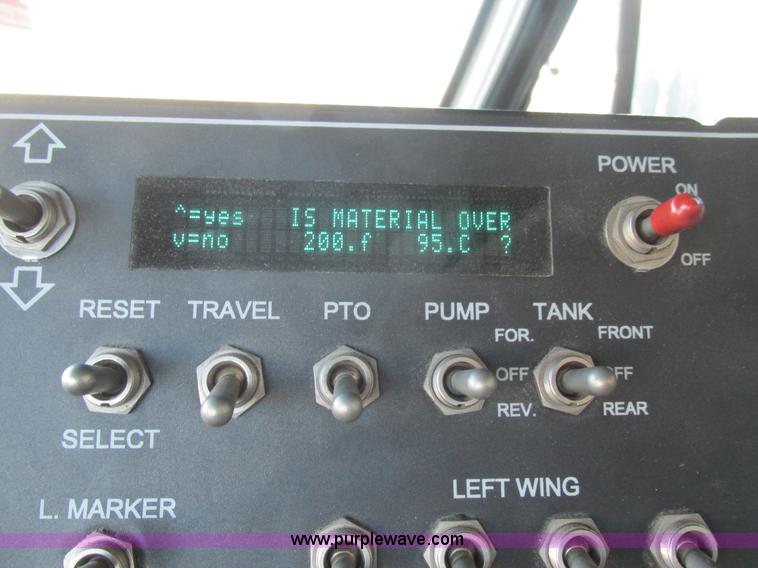 POWER
ON
OFF
^=yes IS MATERIAL OVER
v=no 200.f 95.C ?
RESET TRAVEL PTO PUMP TANK
FOR. FRONT
OFF OFF
REV. REAR
SELECT
LEFT WING
L. MARKER
www.purplewave.com